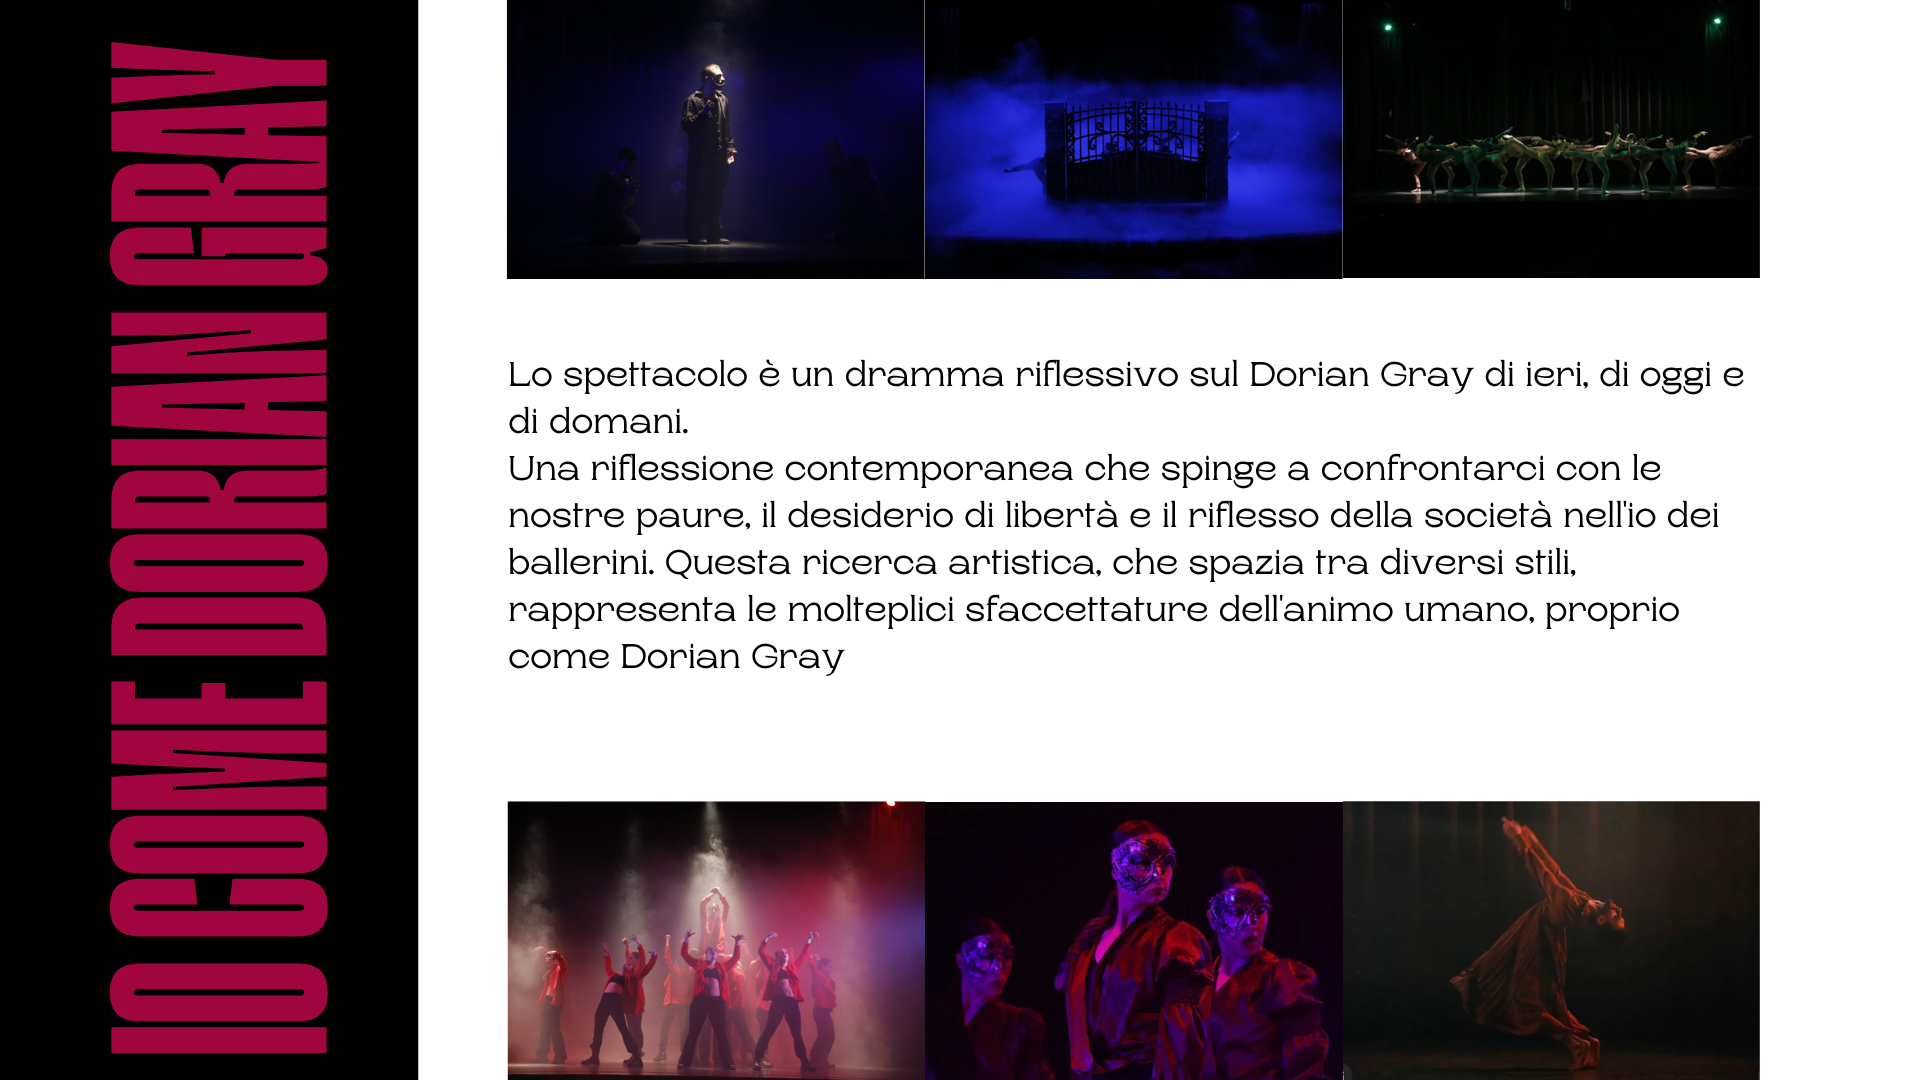 IO COME DORIAN GRAY
Lo spettacolo è un dramma riflessivo sul Dorian Gray di ieri, di oggi e
di domani.
Una riflessione contemporanea che spinge a confrontarci con le
nostre paure, il desiderio di libertà e il riflesso della società nell'io dei
ballerini. Questa ricerca artistica, che spazia tra diversi stili,
rappresenta le molteplici sfaccettature dell'animo umano, proprio
come Dorian Gray